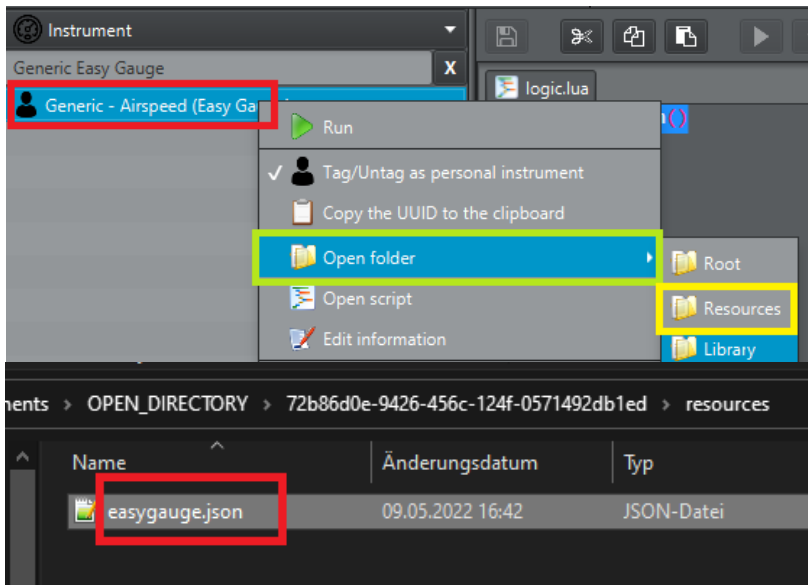 Instrument
Generic Easy Gauge X
logic.lua
Generic - Airspeed (Easy Ga
()
Run
Tag/Untag as personal instrument
Copy the UUID to the clipboard
Open folder
Root
Open script
Resources
Edit information
Library
ments > OPEN_DIRECTORY > 72b86d0e-9426-456c-124f-0571492db1ed > resources
Name Änderungsdatum Typ
easygauge.json 09.05.2022 16:42 JSON-Datei